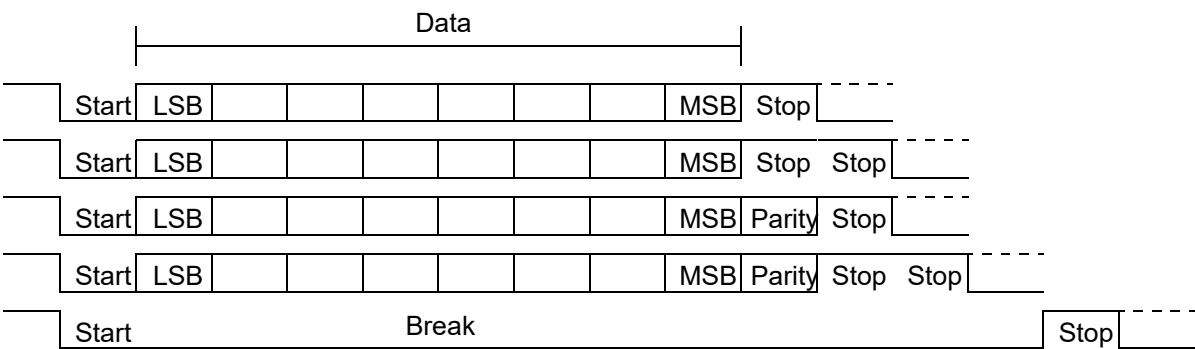 Data
Start LSB MSB Stop
Start LSB MSB Stop Stop
Start LSB MSB Parity Stop
Start LSB MSB Parity Stop Stop
Start Break Stop